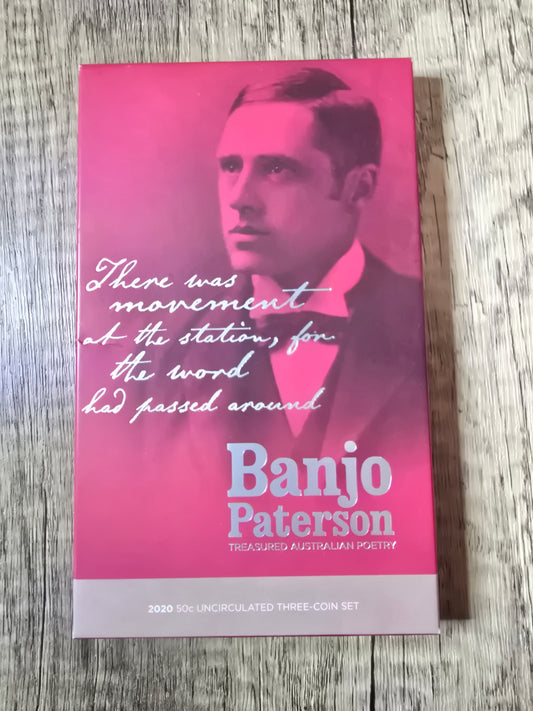 There was
movement
at the station, for
the word
had passed around
Banjo
Paterson
TREASURED AUSTRALIAN POETRY
2020 50c UNCIRCULATED THREE-COIN SET